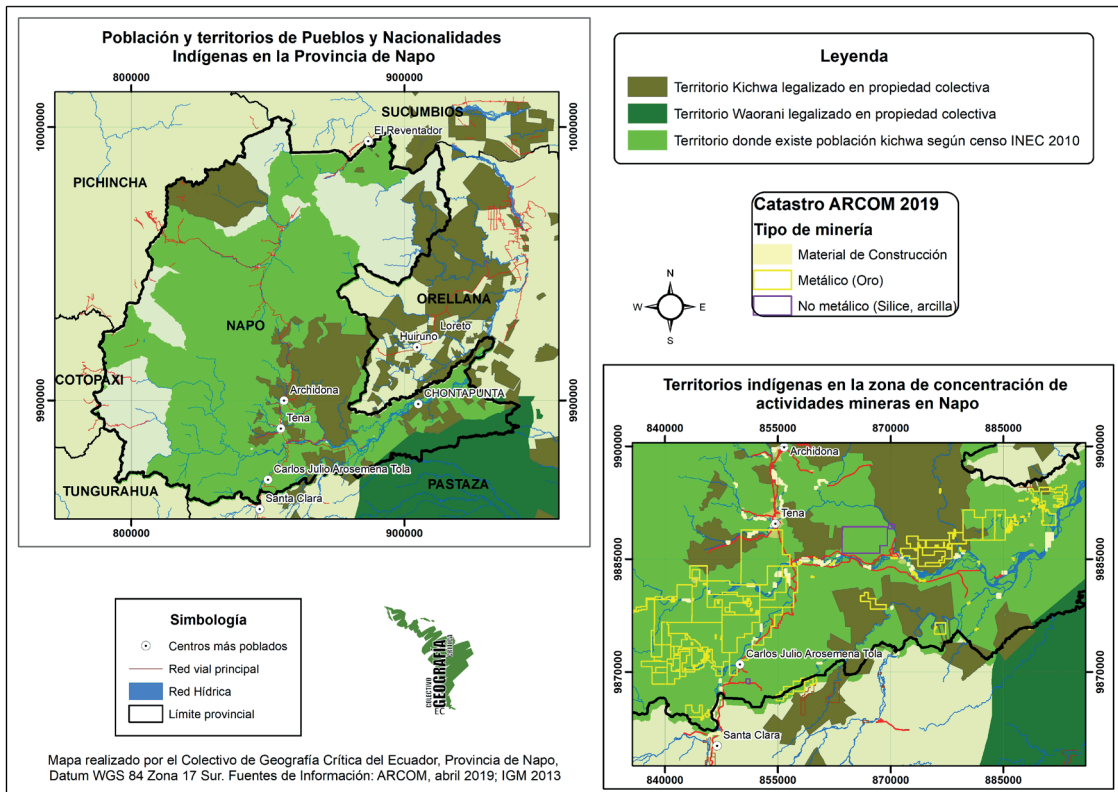 Población y territorios de Pueblos y Nacionalidades
Indígenas en la Provincia de Napo
800000
900000
10000000
10000000
SUCUMBIOS
El Reventador
PICHINCHA
ORELLANA
Loreto
NAPO
Huiruno
COTOPAXI
9900000
9900000
Archidona
CHONTAPUNTA
Tena
Carlos Julio Arosemena Tola
TUNGURAHUA
PASTAZA
Santa Clara
800000
900000
Leyenda
Territorio Kichwa legalizado en propiedad colectiva
Territorio Waorani legalizado en propiedad colectiva
Territorio donde existe población kichwa según censo INEC 2010
Catastro ARCOM 2019
Tipo de minería
Material de Construcción
Metálico (Oro)
No metálico (Silice, arcilla)
N
W
E
S
Territorios indígenas en la zona de concentración de
actividades mineras en Napo
840000
855000
870000
885000
9900000
9900000
Archidona
Tena
9885000
9885000
Carlos Julio Arosemena Tola
9870000
9870000
Santa Clara
840000
855000
870000
885000
Simbología
Centros más poblados
Red vial principal
Red Hídrica
Límite provincial
COLECTIVO
GEOGRAFÍA
CRÍTICA
EC
Mapa realizado por el Colectivo de Geografía Crítica del Ecuador, Provincia de Napo,
Datum WGS 84 Zona 17 Sur. Fuentes de Información: ARCOM, abril 2019; IGM 2013